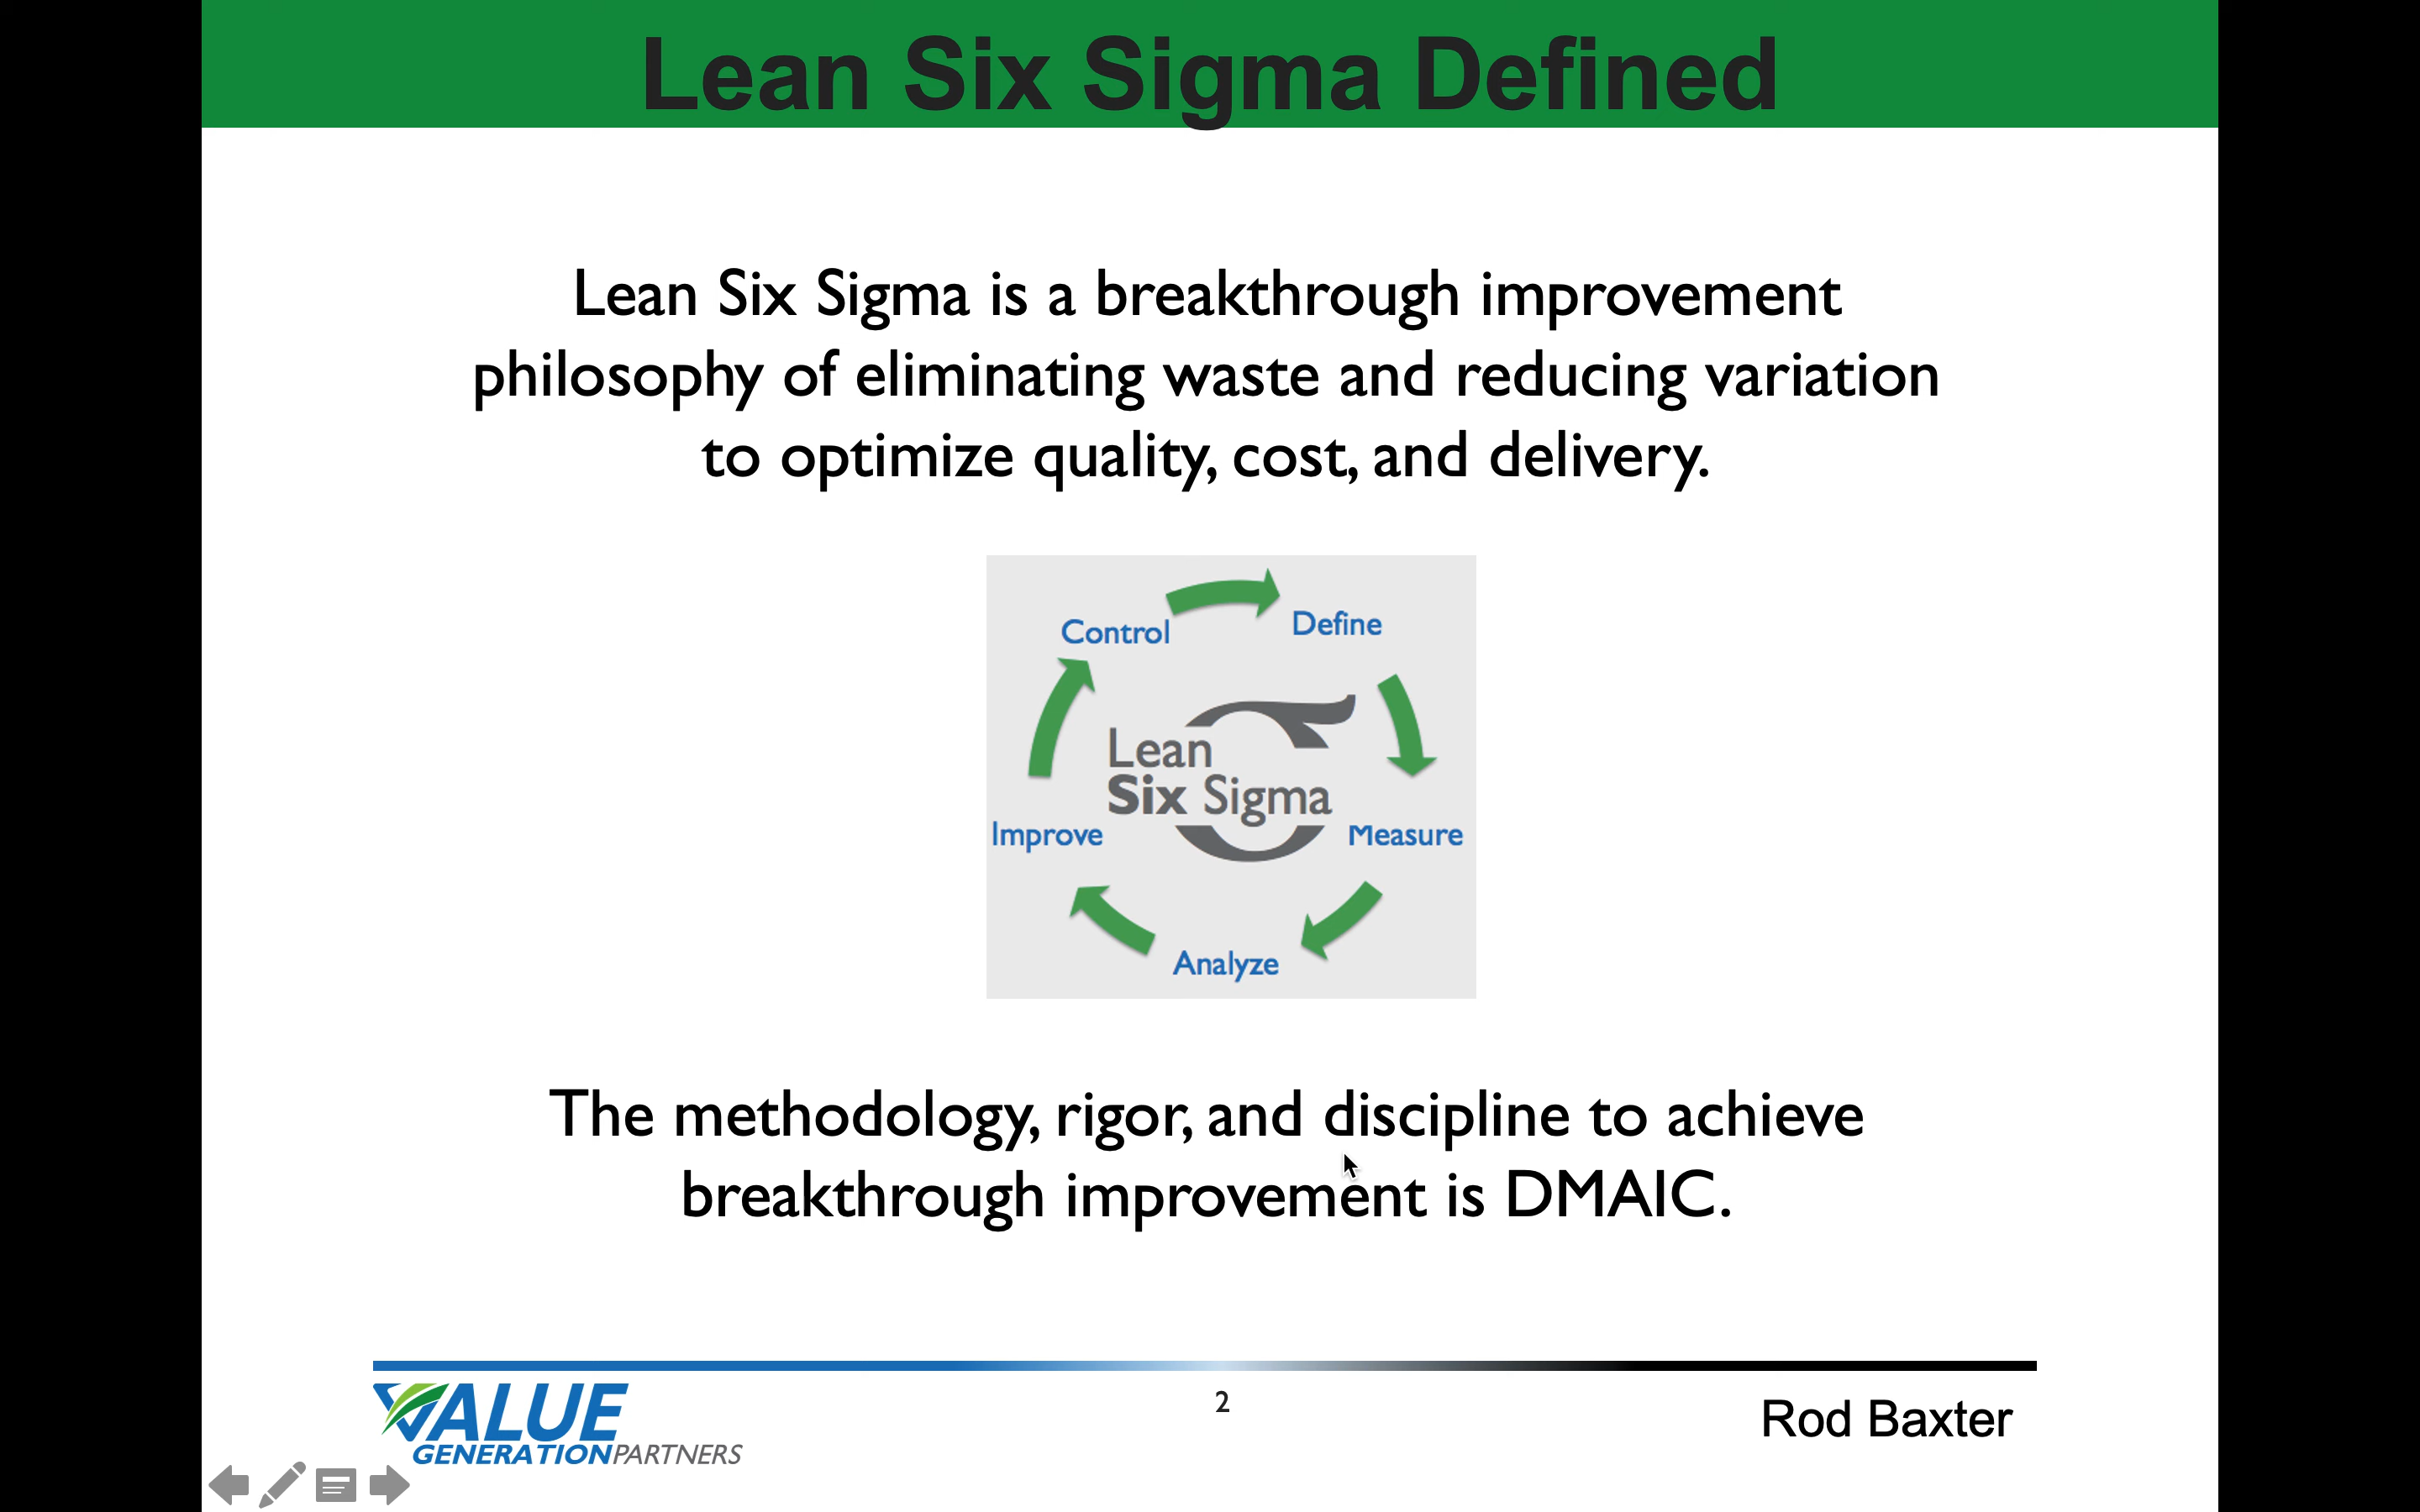 Lean Six Sigma Defined
Lean Six Sigma is a breakthrough improvement
philosophy of eliminating waste and reducing variation
to optimize quality, cost, and delivery.
Control
Define
Lean
Six Sigma
Improve
Measure
Analyze
The methodology, rigor, and discipline to achieve
breakthrough improvement is DMAIC.
VALUE
GENERATIONPARTNERS
2
Rod Baxter